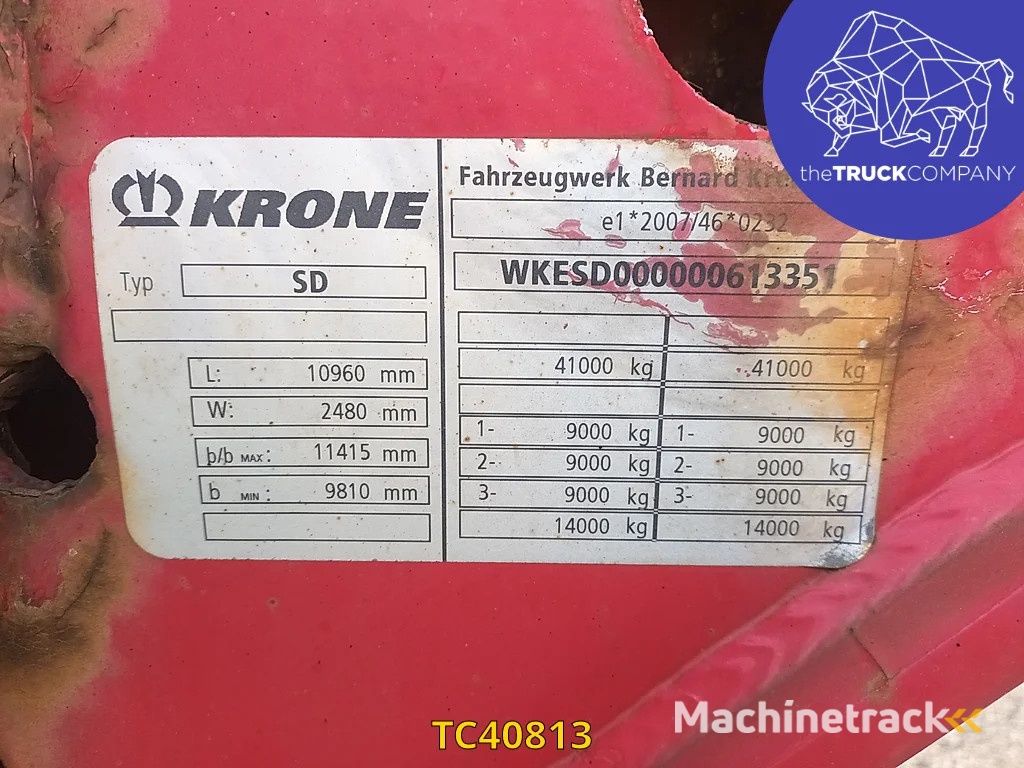 theTRUCKCOMPANY
KRONE
Typ SD
L: 10960 mm
W: 2480 mm
þ/b MAX: 11415 mm
b MIN: 9810 mm
Fahrzeugwerk Bernard
e1*2007/46*0232
WKESD000000613351
41000 kg 41000 kg
1- 9000 kg 1- 9000 kg
2- 9000 kg 2- 9000 kg
3- 9000 kg 3- 9000 kg
14000 kg 14000 kg
TC40813
Machinetrack